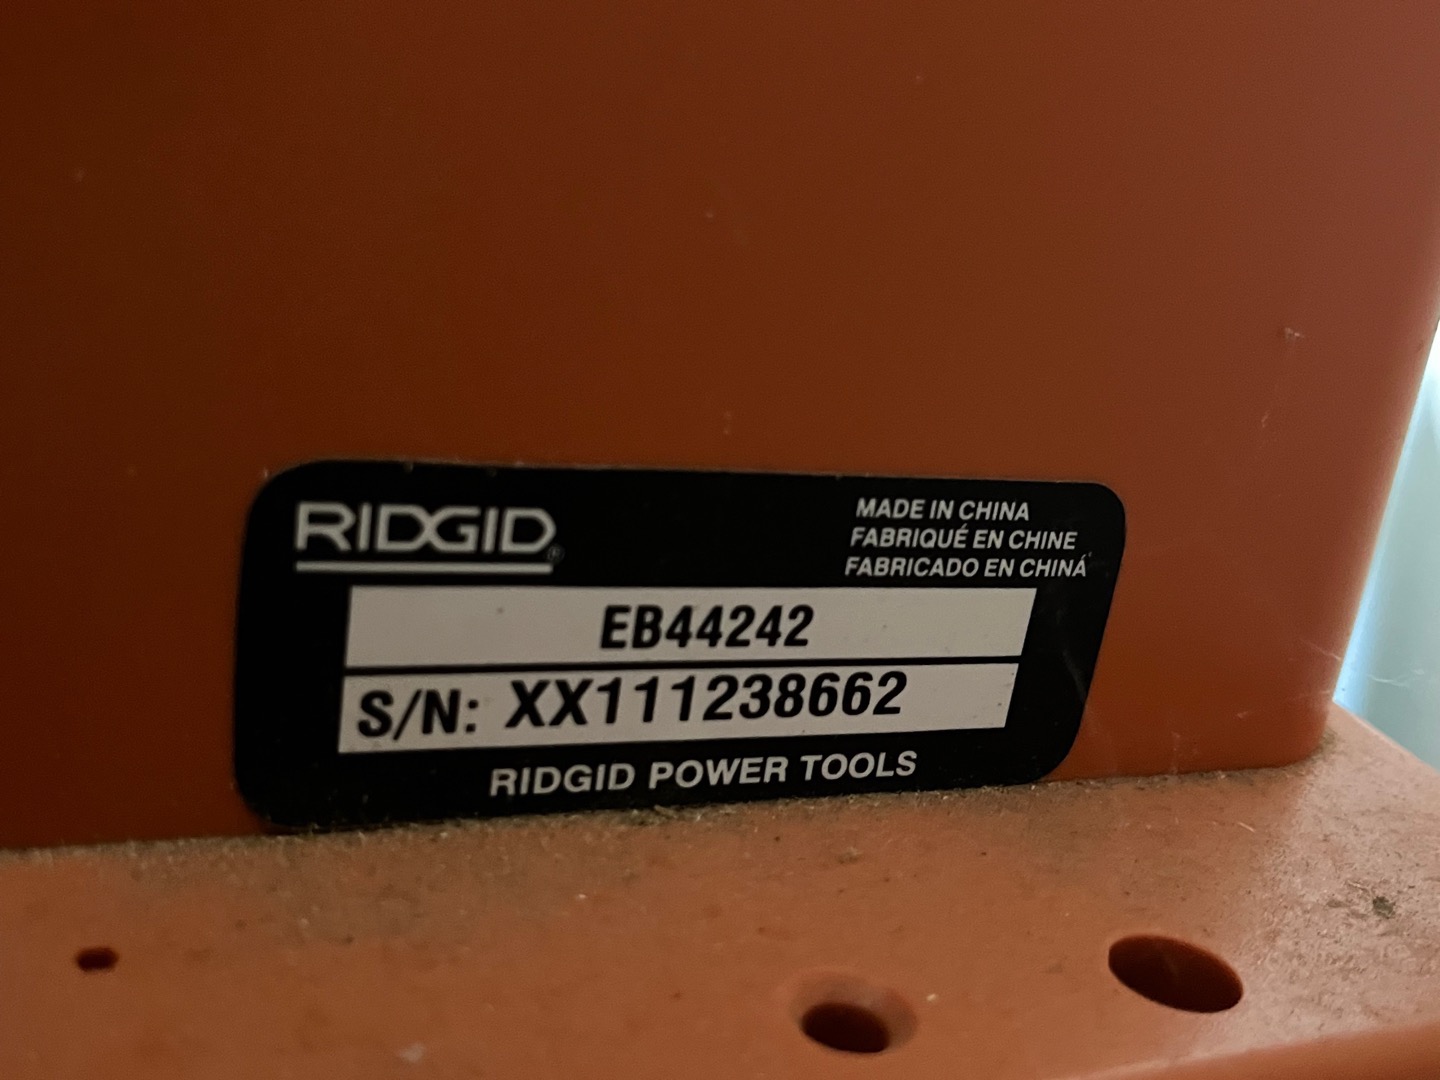 RIDGID®
MADE IN CHINA
FABRIQUÉ EN CHINE
FABRICADO EN CHINÁ
EB44242
S/N: XX111238662
RIDGID POWER TOOLS